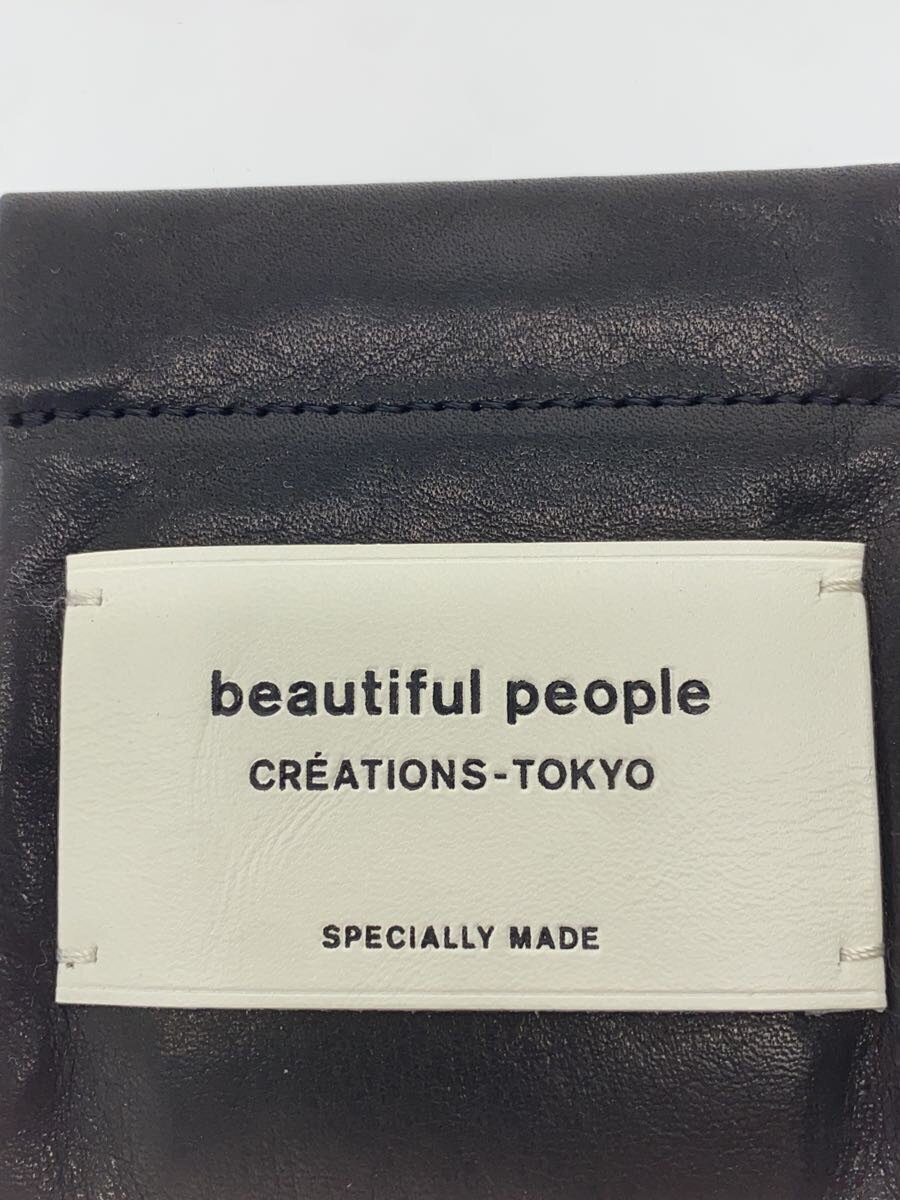 beautiful people
CRÉATIONS-TOKYO
SPECIALLY MADE